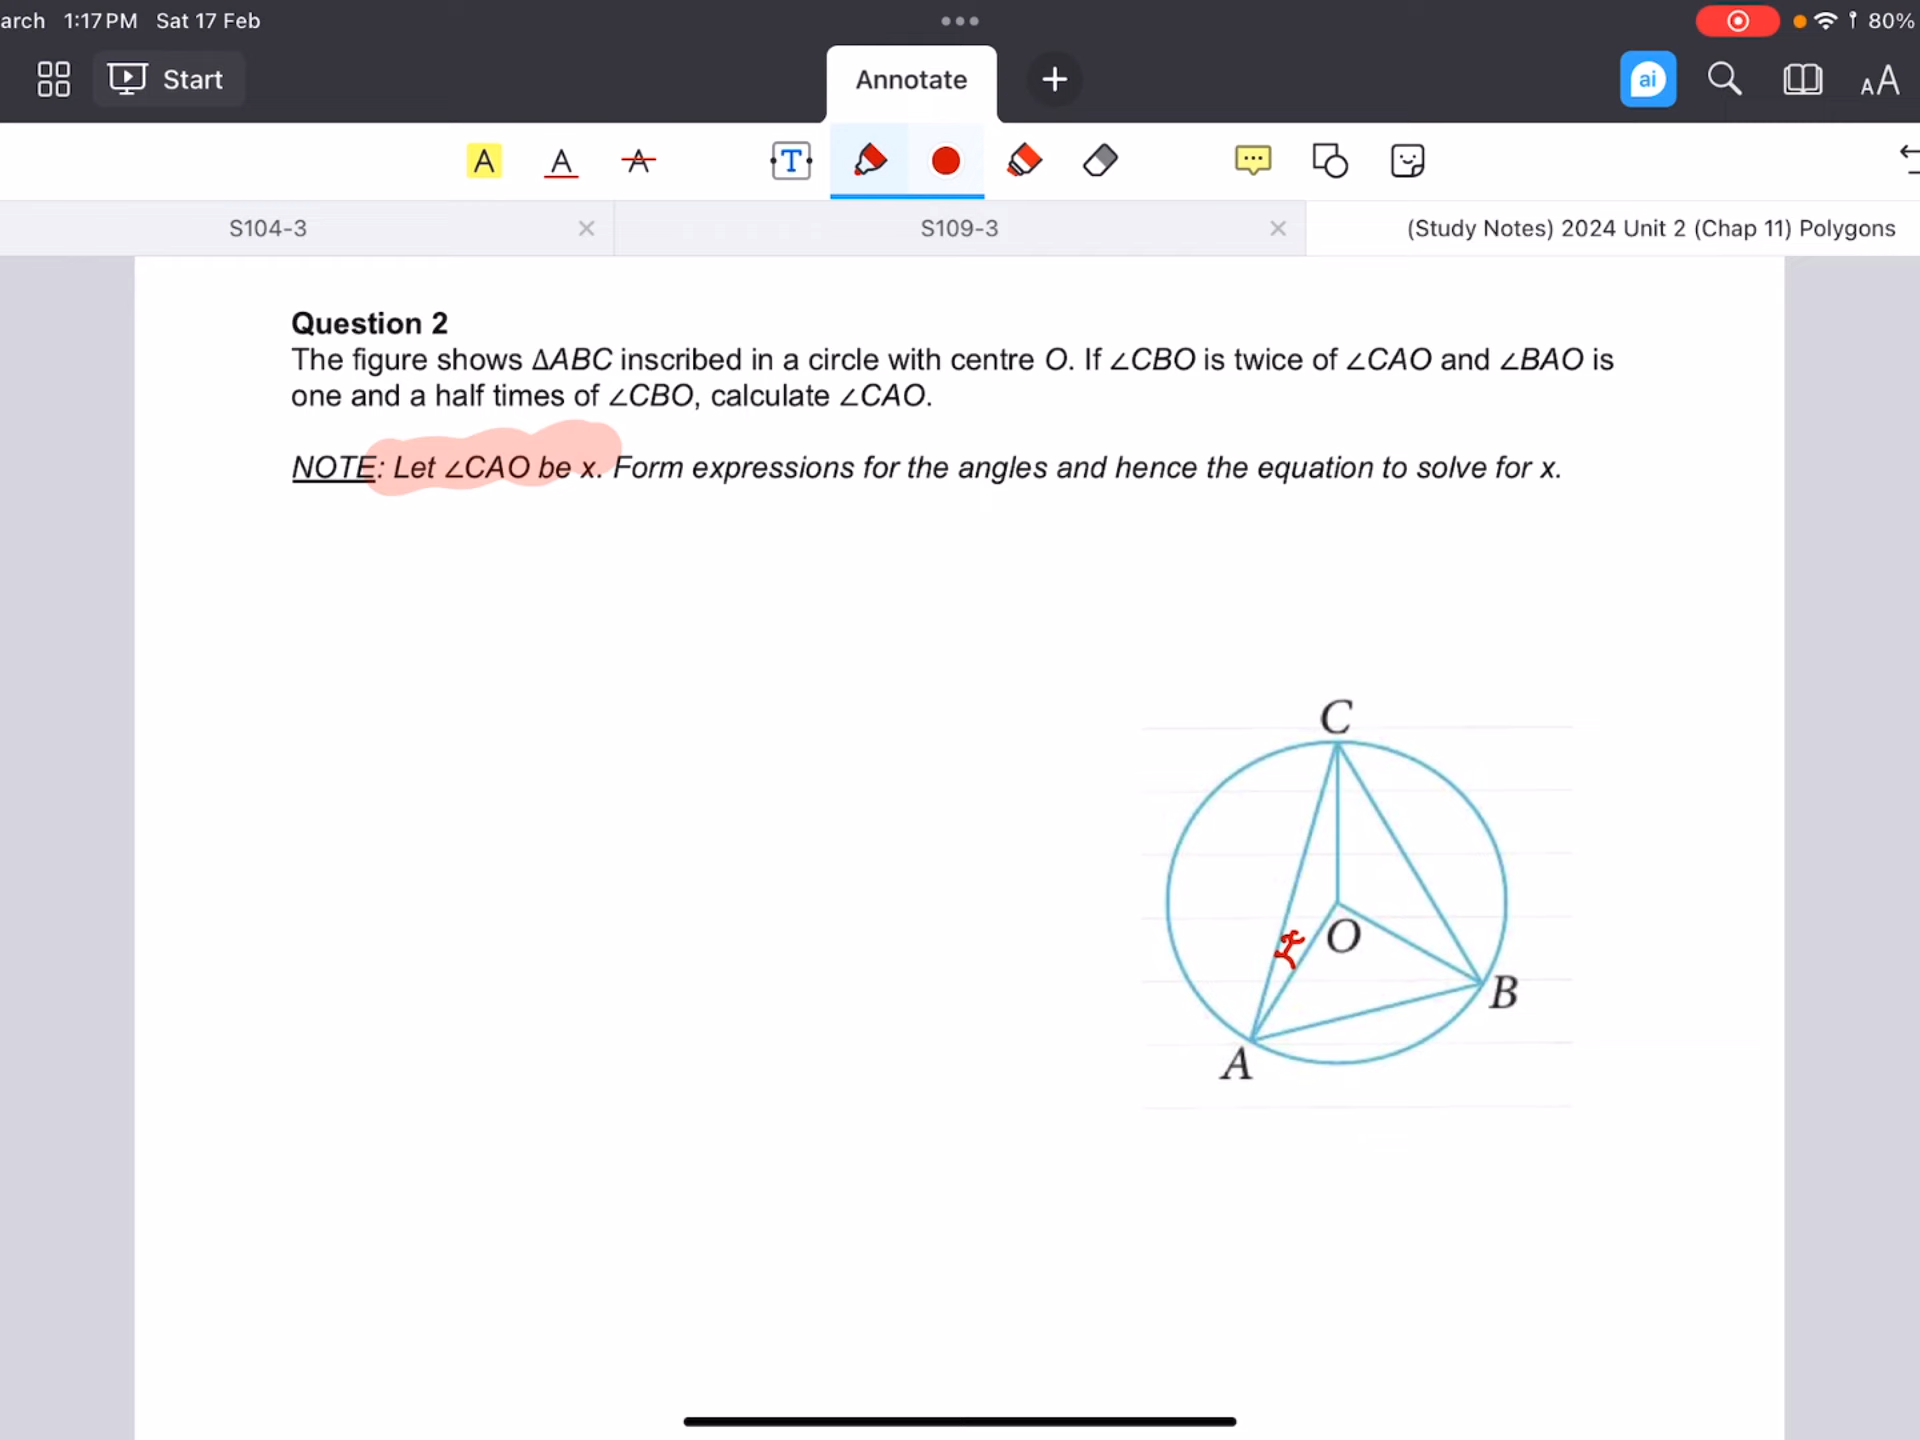 arch 1:17 PM Sat 17 Feb
80%
Start
Annotate
ai
AA
A A A T
S104-3
S109-3
(Study Notes) 2024 Unit 2 (Chap 11) Polygons
Question 2
The figure shows ΔABC inscribed in a circle with centre O. If ∠CBO is twice of ∠CAO and ∠BAO is
one and a half times of ∠CBO, calculate ∠CAO.
NOTE: Let ∠CAO be x. Form expressions for the angles and hence the equation to solve for x.
C
x
O
B
A